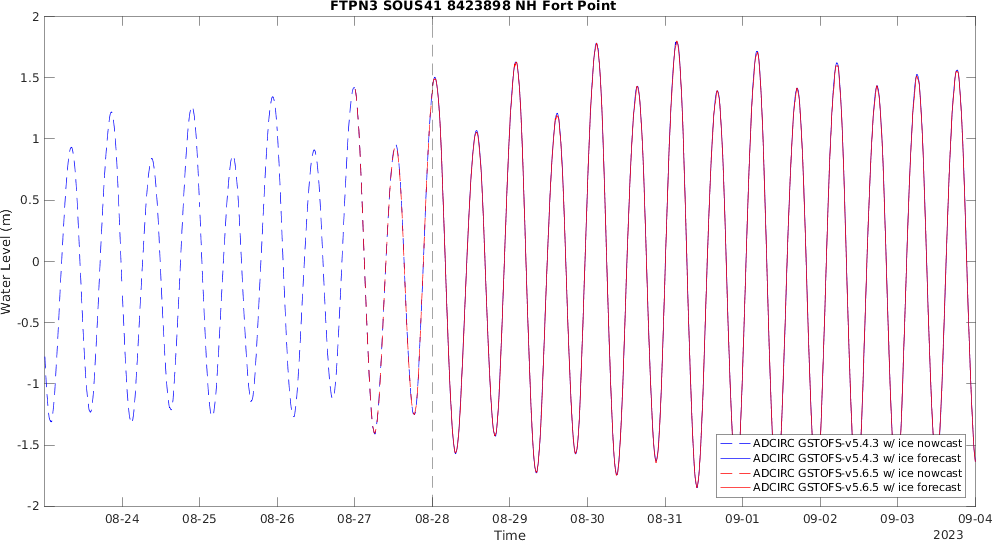 FTPN3 SOUS41 8423898 NH Fort Point
2
1.5
1
0.5
0
-0.5
-1
-1.5
-2
Water Level (m)
ADCIRC GSTOFS-v5.4.3 w/ ice nowcast
ADCIRC GSTOFS-v5.4.3 w/ ice forecast
ADCIRC GSTOFS-v5.6.5 w/ ice nowcast
ADCIRC GSTOFS-v5.6.5 w/ ice forecast
08-24 08-25 08-26 08-27 08-28 08-29 08-30 08-31 09-01 09-02 09-03 09-04
Time
2023